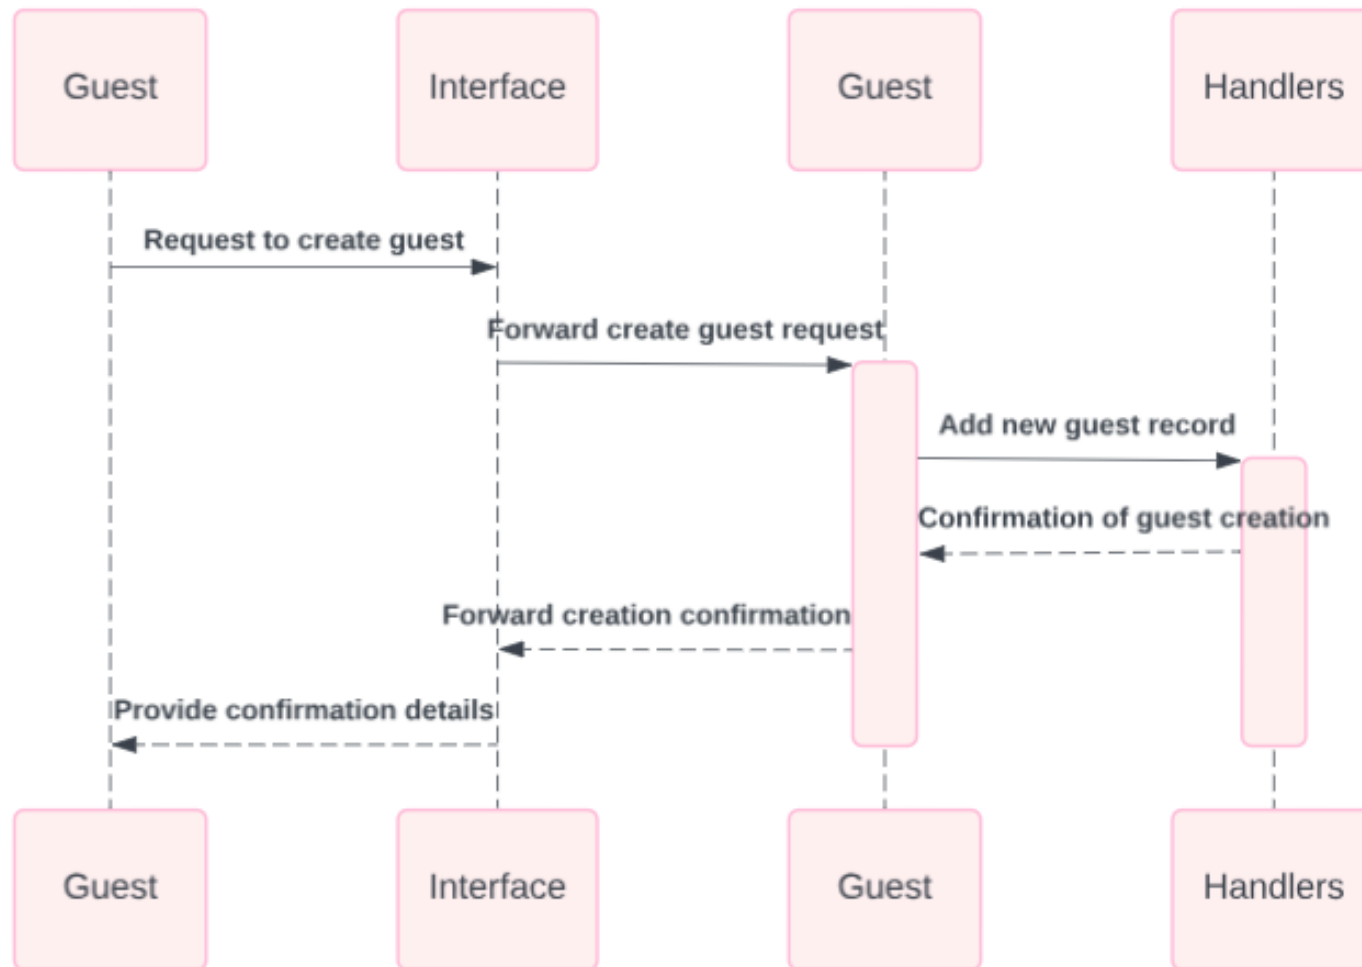 Guest
Interface
Guest
Handlers
Request to create guest
Forward create guest request
Add new guest record
Confirmation of guest creation
Forward creation confirmation
Provide confirmation details
Guest
Interface
Guest
Handlers